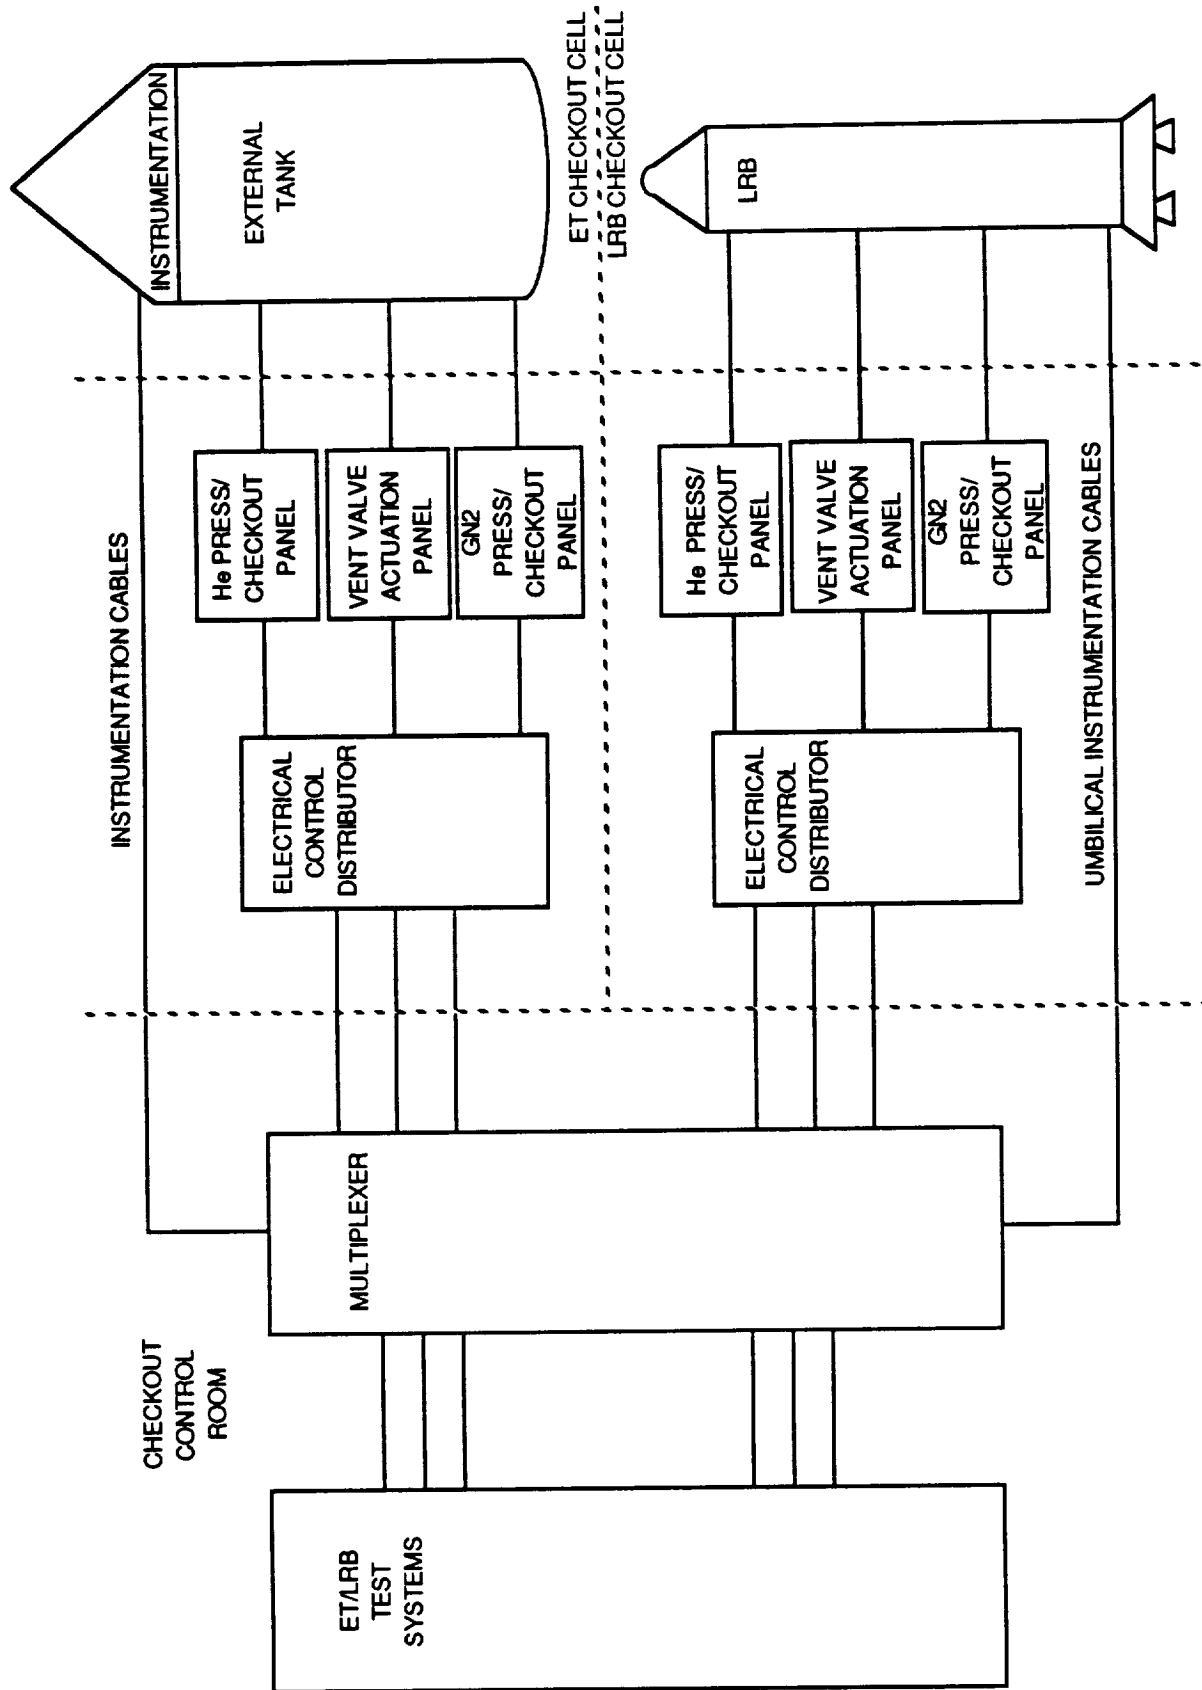 CHECKOUT
CONTROL
ROOM
ET/LRB
TEST
SYSTEMS
MULTIPLEXER
INSTRUMENTATION CABLES
ELECTRICAL
CONTROL
DISTRIBUTOR
He PRESS/
CHECKOUT
PANEL
VENT VALVE
ACTUATION
PANEL
GN2
PRESS/
CHECKOUT
PANEL
INSTRUMENTATION
EXTERNAL
TANK
ET CHECKOUT CELL
LRB CHECKOUT CELL
ELECTRICAL
CONTROL
DISTRIBUTOR
He PRESS/
CHECKOUT
PANEL
VENT VALVE
ACTUATION
PANEL
GN2
PRESS/
CHECKOUT
PANEL
LRB
UMBILICAL INSTRUMENTATION CABLES